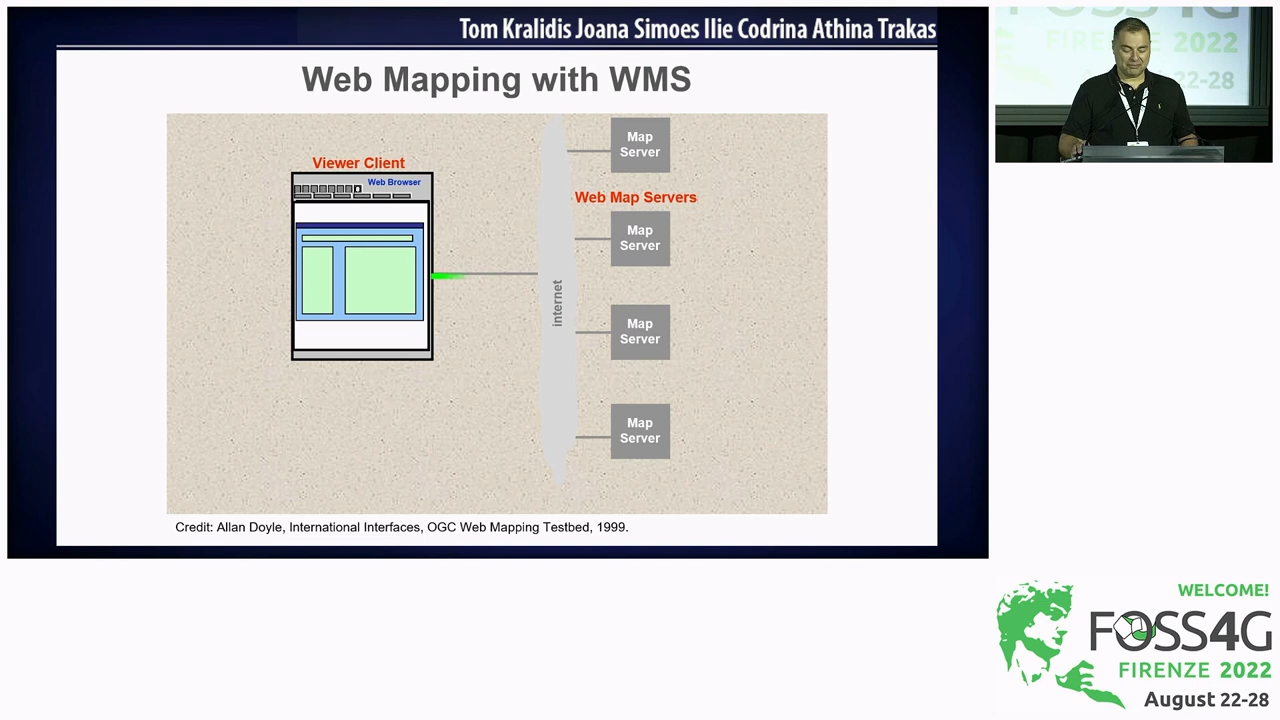 Tom Kralidis Joana Simoes Ilie Codrina Athina Trakas
Web Mapping with WMS
Viewer Client
Web Browser
internet
Map
Server
Web Map Servers
Map
Server
Map
Server
Map
Server
Credit: Allan Doyle, International Interfaces, OGC Web Mapping Testbed, 1999.
FOSS4G
FIRENZE 2022
22-28
WELCOME!
FOSS4G
FIRENZE 2022
August 22-28